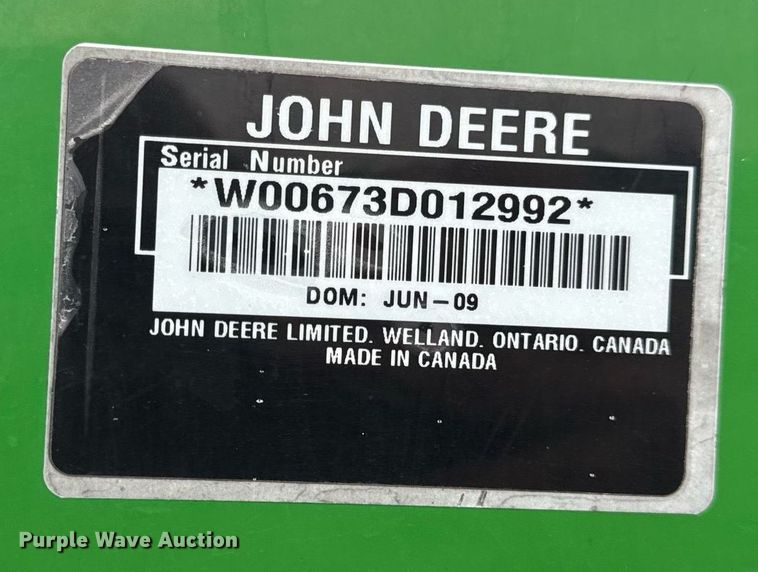 JOHN DEERE
Serial Number
*W00673D012992*
DOM: JUN-09
JOHN DEERE LIMITED. WELLAND. ONTARIO. CANADA
MADE IN CANADA
Purple Wave Auction